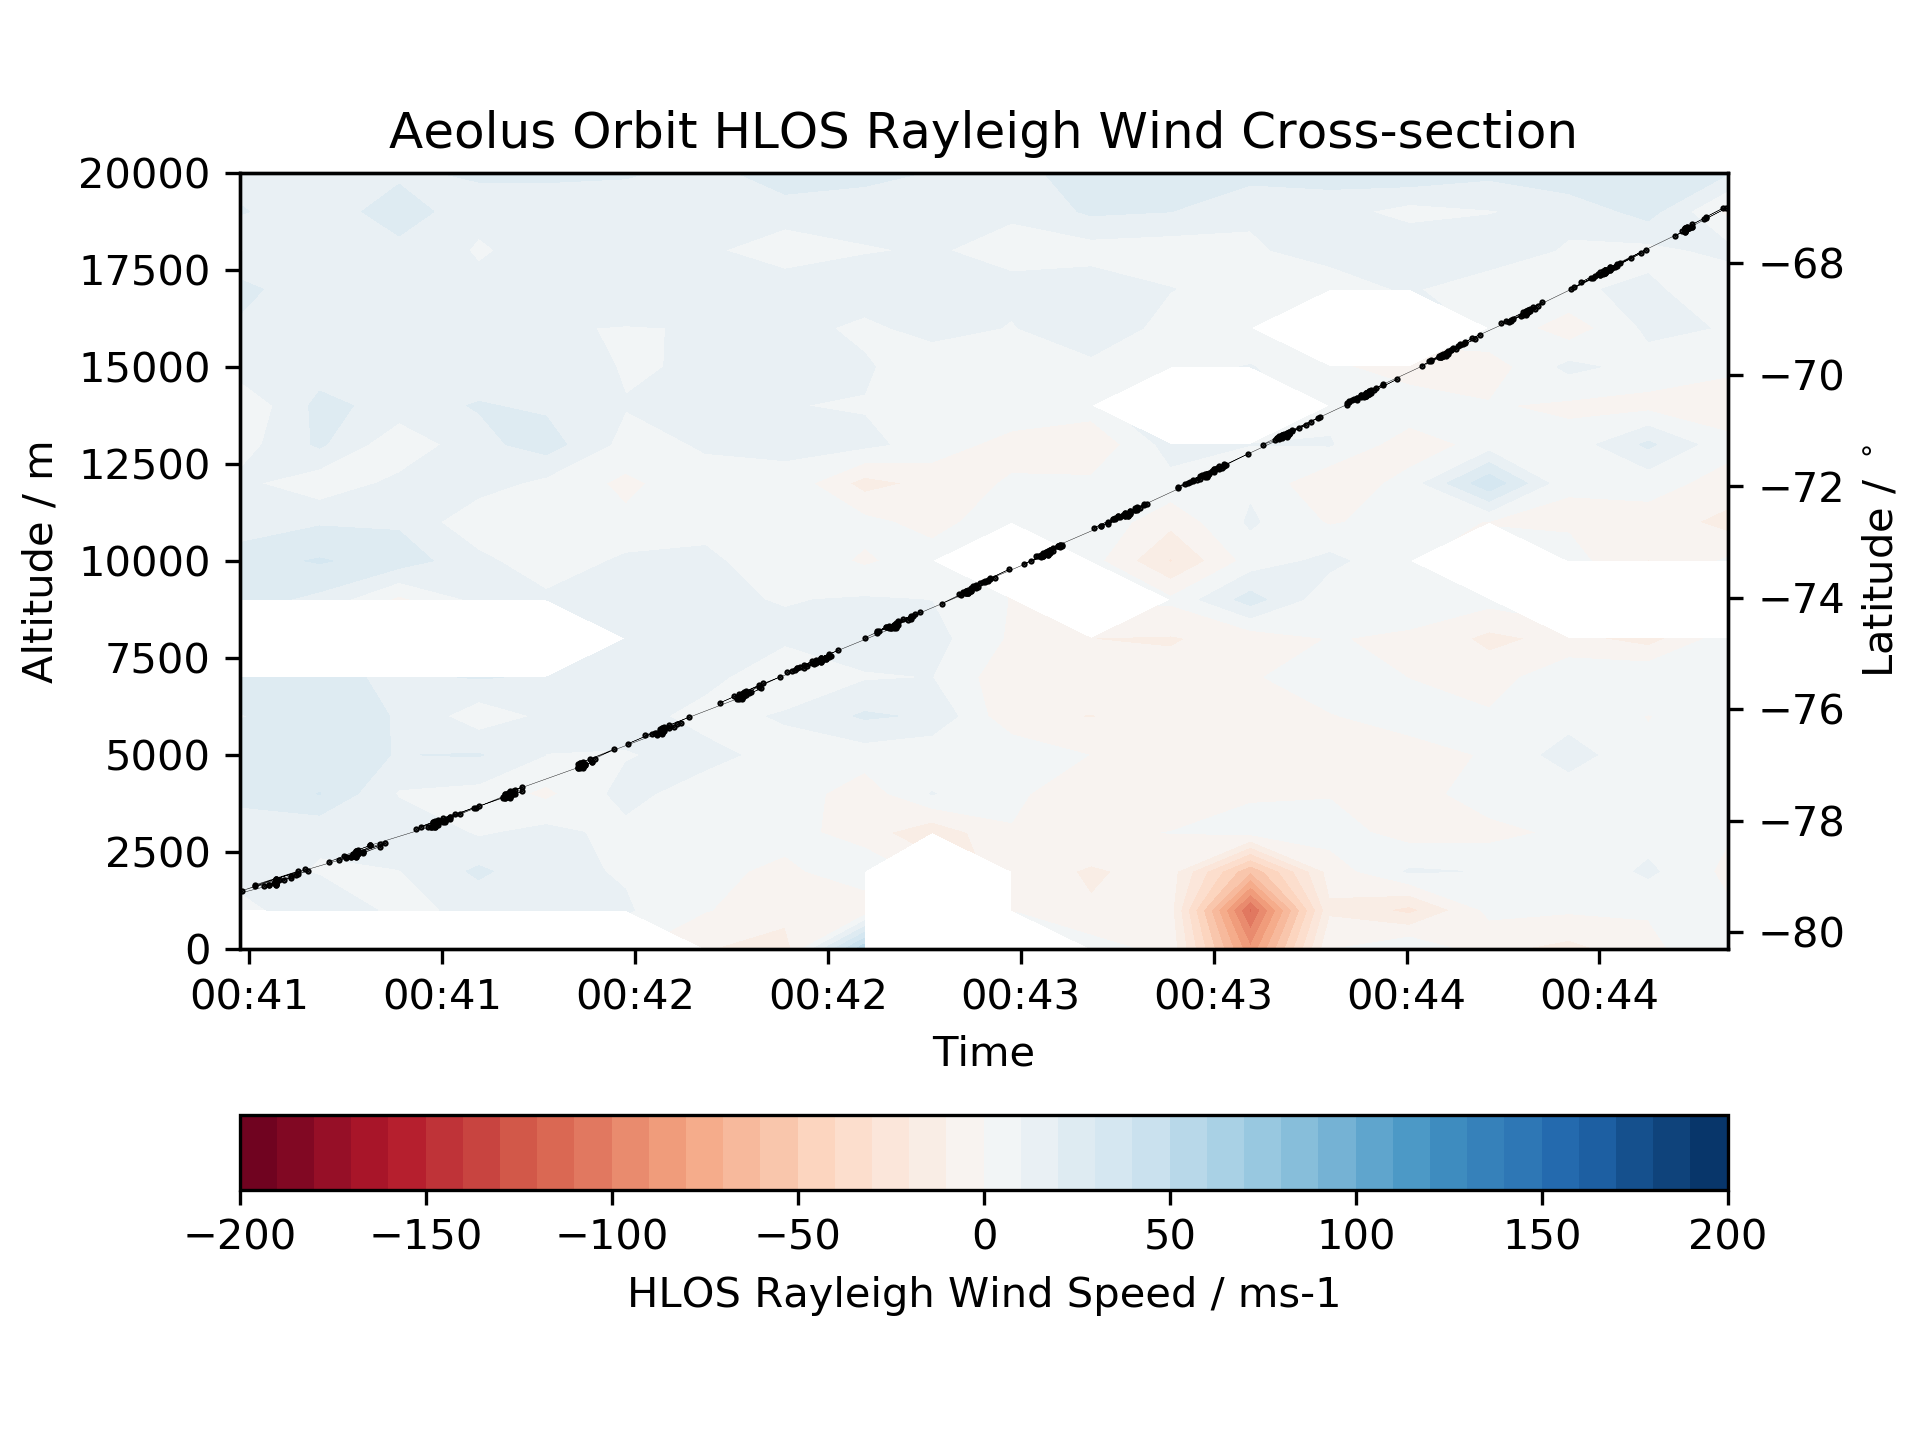 Aeolus Orbit HLOS Rayleigh Wind Cross-section
20000
17500
15000
12500
10000
7500
5000
2500
0
Altitude / m
−68
−70
−72
−74
−76
−78
−80
Latitude / °
00:41 00:41 00:42 00:42 00:43 00:43 00:44 00:44
Time
−200 −150 −100 −50 0 50 100 150 200
HLOS Rayleigh Wind Speed / ms-1